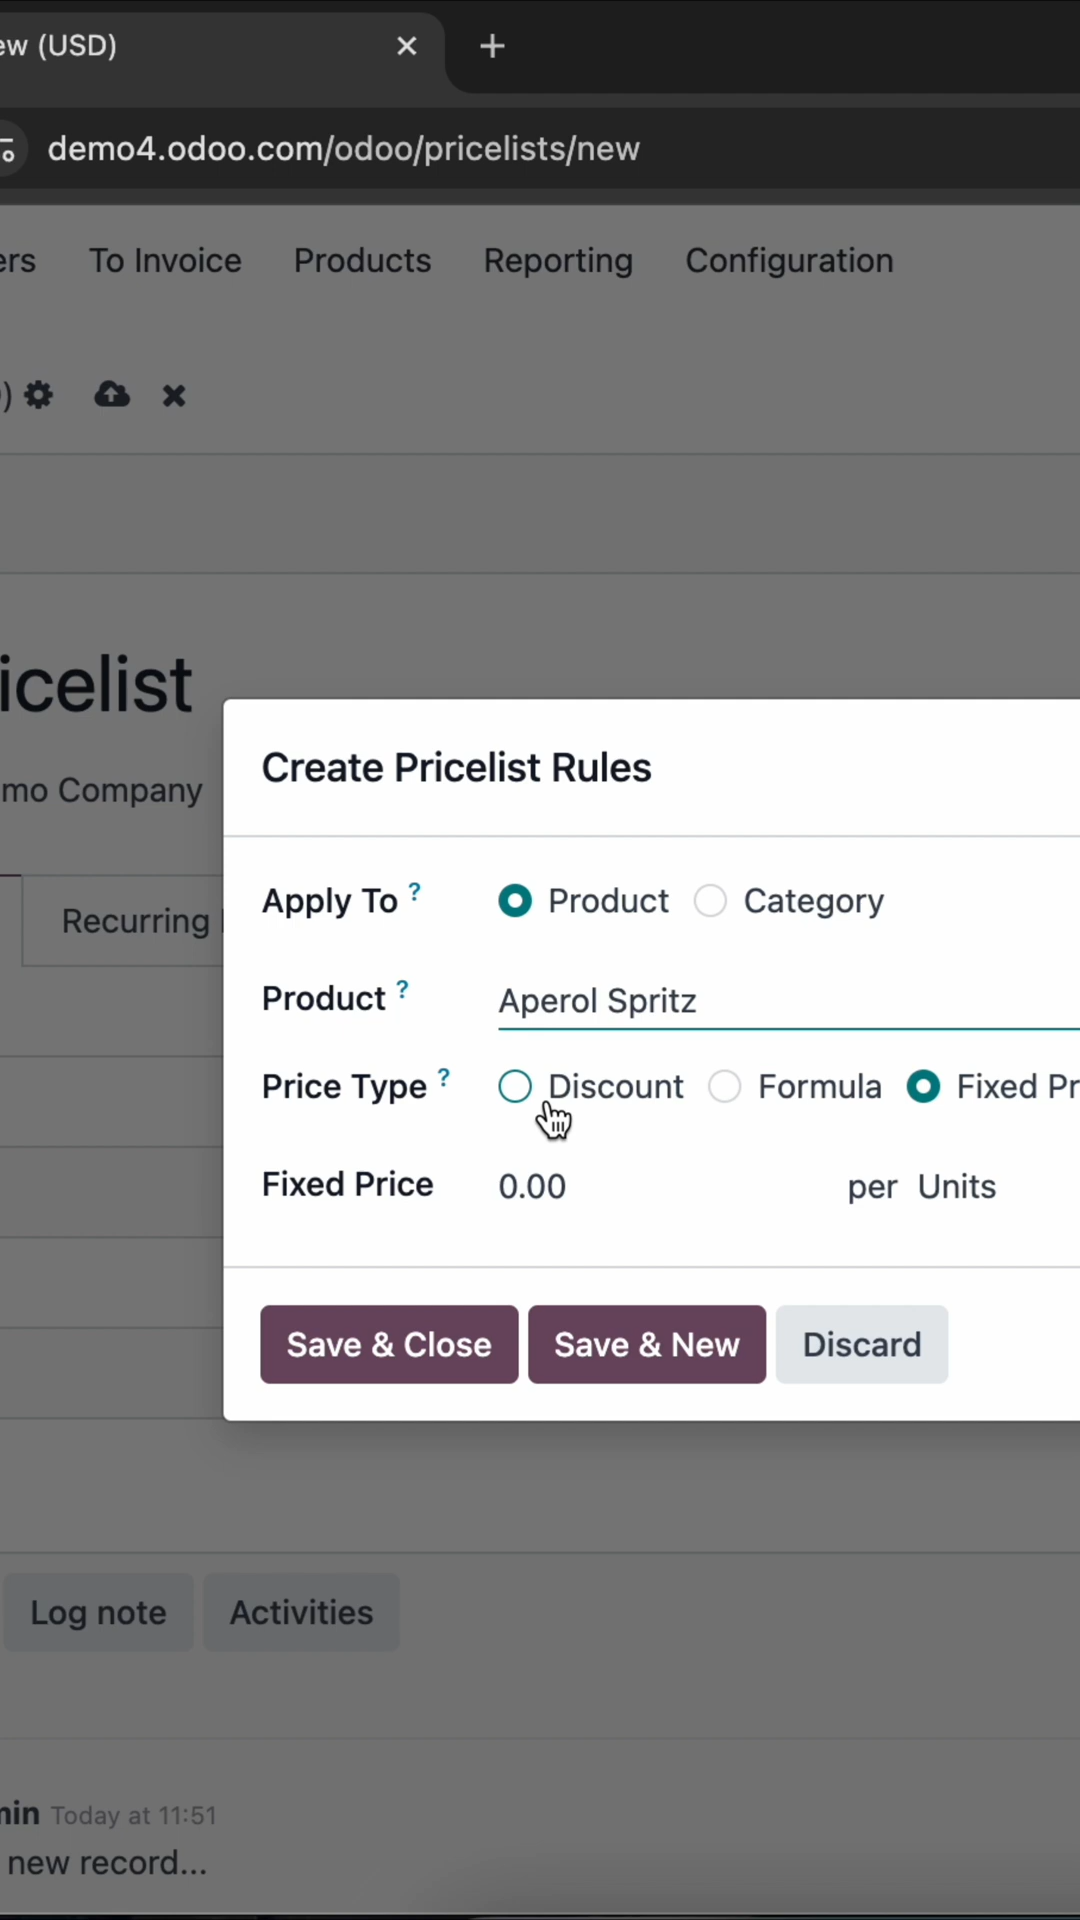 ew (USD)
demo4.odoo.com/odoo/pricelists/new
ers To Invoice Products Reporting Configuration
icelist
Create Pricelist Rules
mo Company
Apply To ? Product Category
Recurring
Product ? Aperol Spritz
Price Type ? Discount Formula Fixed Pr
Fixed Price 0.00 per Units
Save & Close Save & New Discard
Log note Activities
min Today at 11:51
new record...